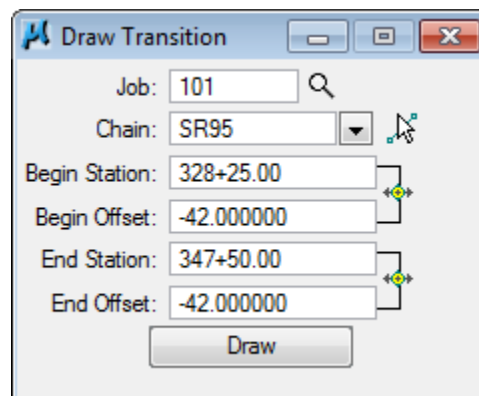 Draw Transition
Job: 101
Chain: SR95
Begin Station: 328+25.00
Begin Offset: -42.000000
End Station: 347+50.00
End Offset: -42.000000
Draw